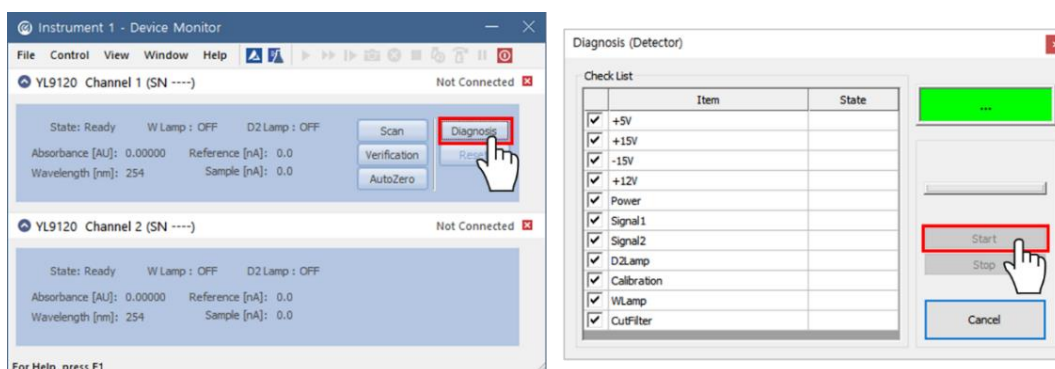 Instrument 1 - Device Monitor
File Control View Window Help
YL9120 Channel 1 (SN ----) Not Connected
State: Ready W Lamp : OFF D2 Lamp : OFF
Scan Diagnosis
Absorbance [AU]: 0.00000 Reference [nA]: 0.0
Verification
Wavelength [nm]: 254 Sample [nA]: 0.0
AutoZero
YL9120 Channel 2 (SN ----) Not Connected
State: Ready W Lamp : OFF D2 Lamp : OFF
Absorbance [AU]: 0.00000 Reference [nA]: 0.0
Wavelength [nm]: 254 Sample [nA]: 0.0
For Help, press F1
Diagnosis (Detector)
Check List
Item State
+5V
+15V
-15V
+12V
Power
Signal1
Signal2
D2Lamp
Calibration
WLamp
CutFilter
...
Start
Stop
Cancel